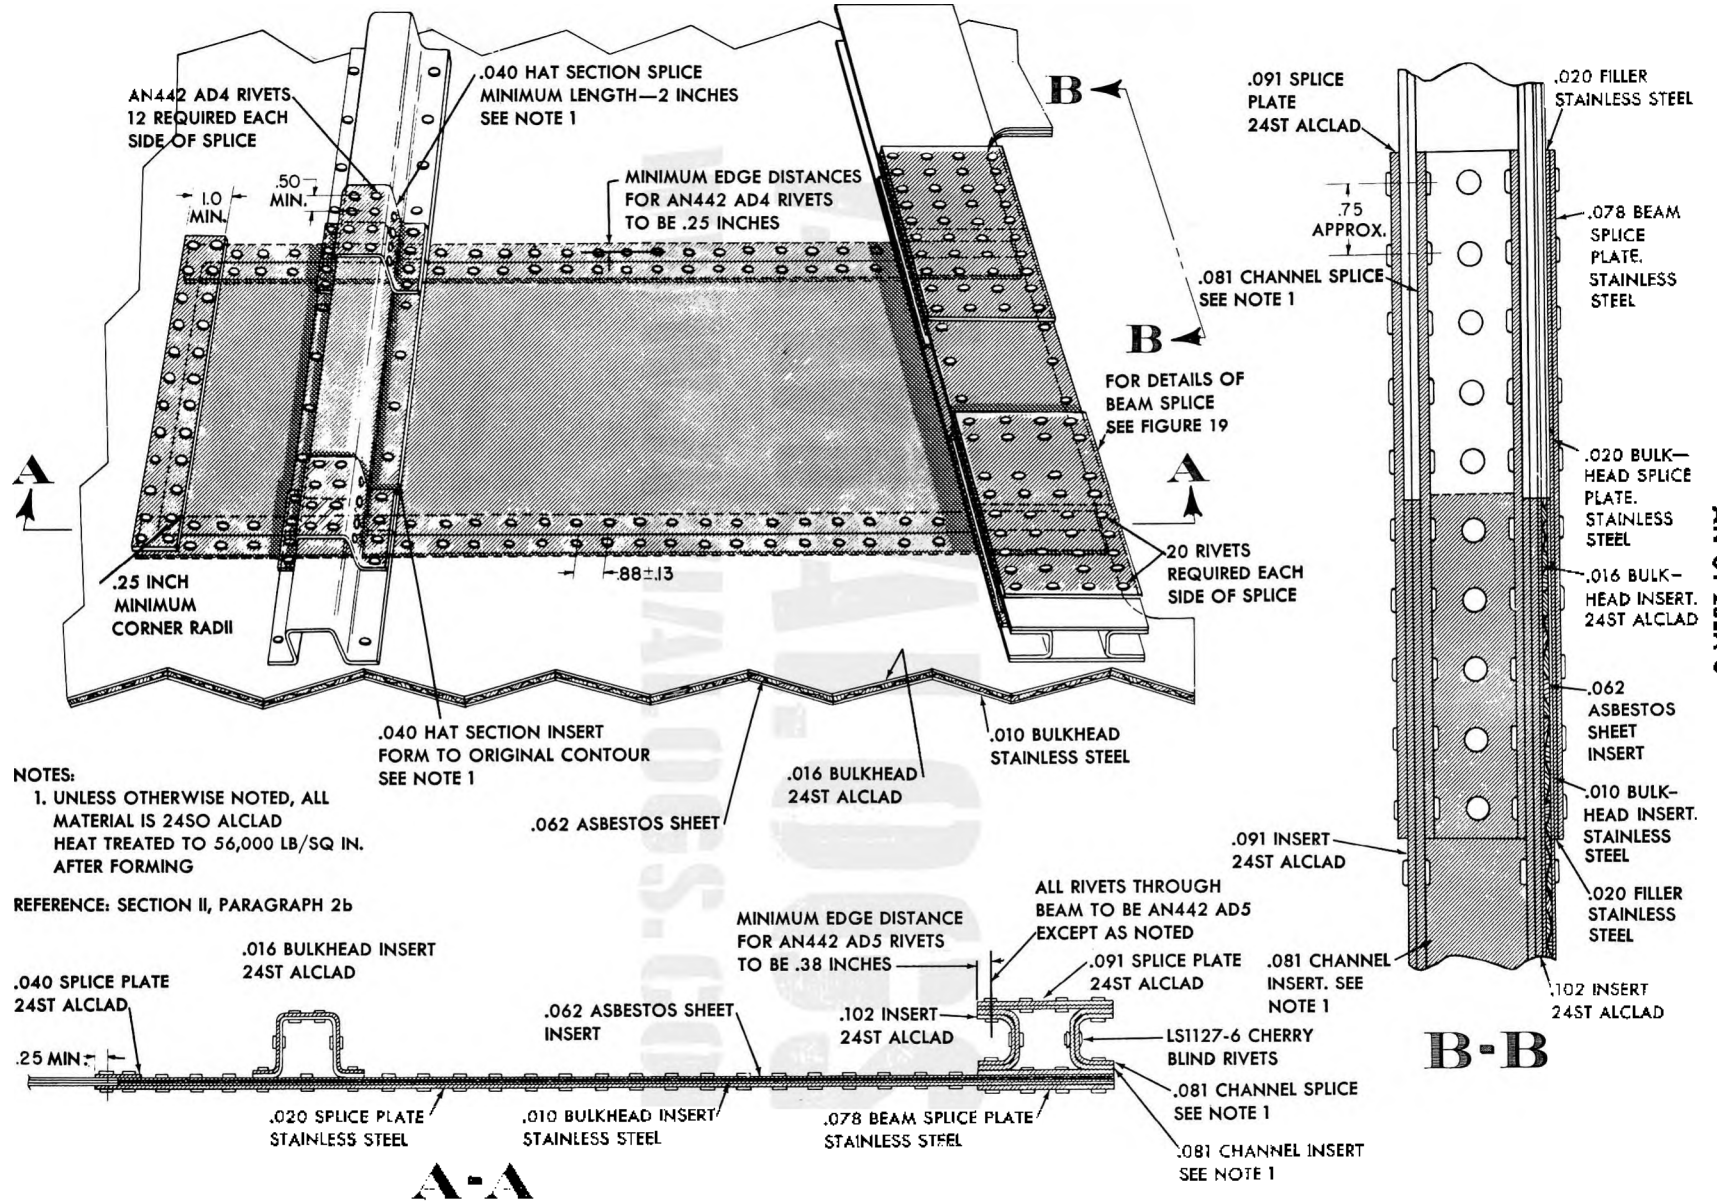 AN442 AD4 RIVETS
12 REQUIRED EACH
SIDE OF SPLICE
.040 HAT SECTION SPLICE
MINIMUM LENGTH—2 INCHES
SEE NOTE 1
1.0
MIN.
.50
MIN.
MINIMUM EDGE DISTANCES
FOR AN442 AD4 RIVETS
TO BE .25 INCHES
B
B
FOR DETAILS OF
BEAM SPLICE
SEE FIGURE 19
A
A
20 RIVETS
REQUIRED EACH
SIDE OF SPLICE
.88±.13
.25 INCH
MINIMUM
CORNER RADII
.040 HAT SECTION INSERT
FORM TO ORIGINAL CONTOUR
SEE NOTE 1
.062 ASBESTOS SHEET
.016 BULKHEAD
24ST ALCLAD
.010 BULKHEAD
STAINLESS STEEL
NOTES:
1. UNLESS OTHERWISE NOTED, ALL
MATERIAL IS 24SO ALCLAD
HEAT TREATED TO 56,000 LB/SQ IN.
AFTER FORMING
REFERENCE: SECTION II, PARAGRAPH 2b
.040 SPLICE PLATE
24ST ALCLAD
.25 MIN.
.016 BULKHEAD INSERT
24ST ALCLAD
.062 ASBESTOS SHEET
INSERT
MINIMUM EDGE DISTANCE
FOR AN442 AD5 RIVETS
TO BE .38 INCHES
ALL RIVETS THROUGH
BEAM TO BE AN442 AD5
EXCEPT AS NOTED
.091 SPLICE PLATE
24ST ALCLAD
.102 INSERT
24ST ALCLAD
LS1127-6 CHERRY
BLIND RIVETS
.081 CHANNEL SPLICE
SEE NOTE 1
.081 CHANNEL INSERT
SEE NOTE 1
.020 SPLICE PLATE
STAINLESS STEEL
.010 BULKHEAD INSERT
STAINLESS STEEL
.078 BEAM SPLICE PLATE
STAINLESS STEEL
A-A
.091 SPLICE
PLATE
24ST ALCLAD
.020 FILLER
STAINLESS STEEL
.75
APPROX.
.078 BEAM
SPLICE
PLATE.
STAINLESS
STEEL
.081 CHANNEL SPLICE
SEE NOTE 1
.020 BULK—
HEAD SPLICE
PLATE.
STAINLESS
STEEL
.016 BULK-
HEAD INSERT.
24ST ALCLAD
.062
ASBESTOS
SHEET
INSERT
.010 BULK-
HEAD INSERT.
STAINLESS
STEEL
.091 INSERT
24ST ALCLAD
.020 FILLER
STAINLESS
STEEL
.081 CHANNEL
INSERT. SEE
NOTE 1
.102 INSERT
24ST ALCLAD
B-B